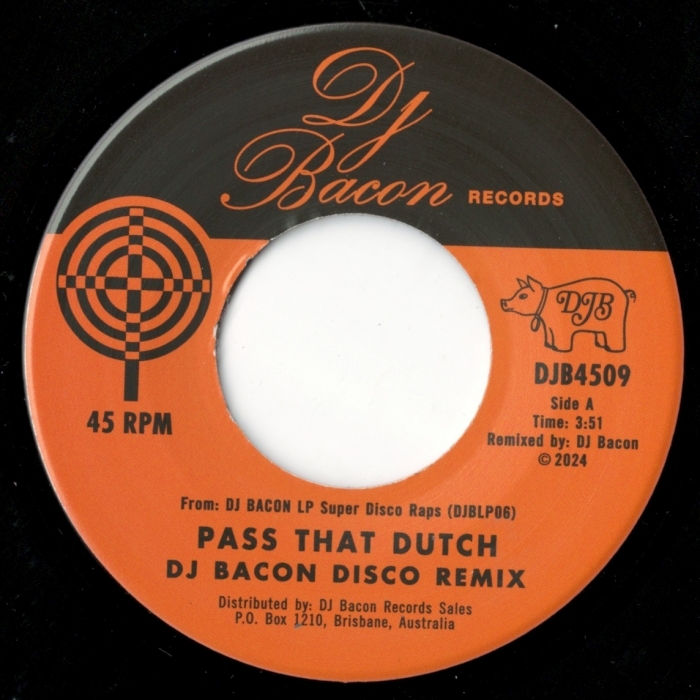 Dj
Bacon RECORDS
DJB
45 RPM
DJB4509
Side A
Time: 3:51
Remixed by: DJ Bacon
© 2024
From: DJ BACON LP Super Disco Raps (DJBLP06)
PASS THAT DUTCH
DJ BACON DISCO REMIX
Distributed by: DJ Bacon Records Sales
P.O. Box 1210, Brisbane, Australia